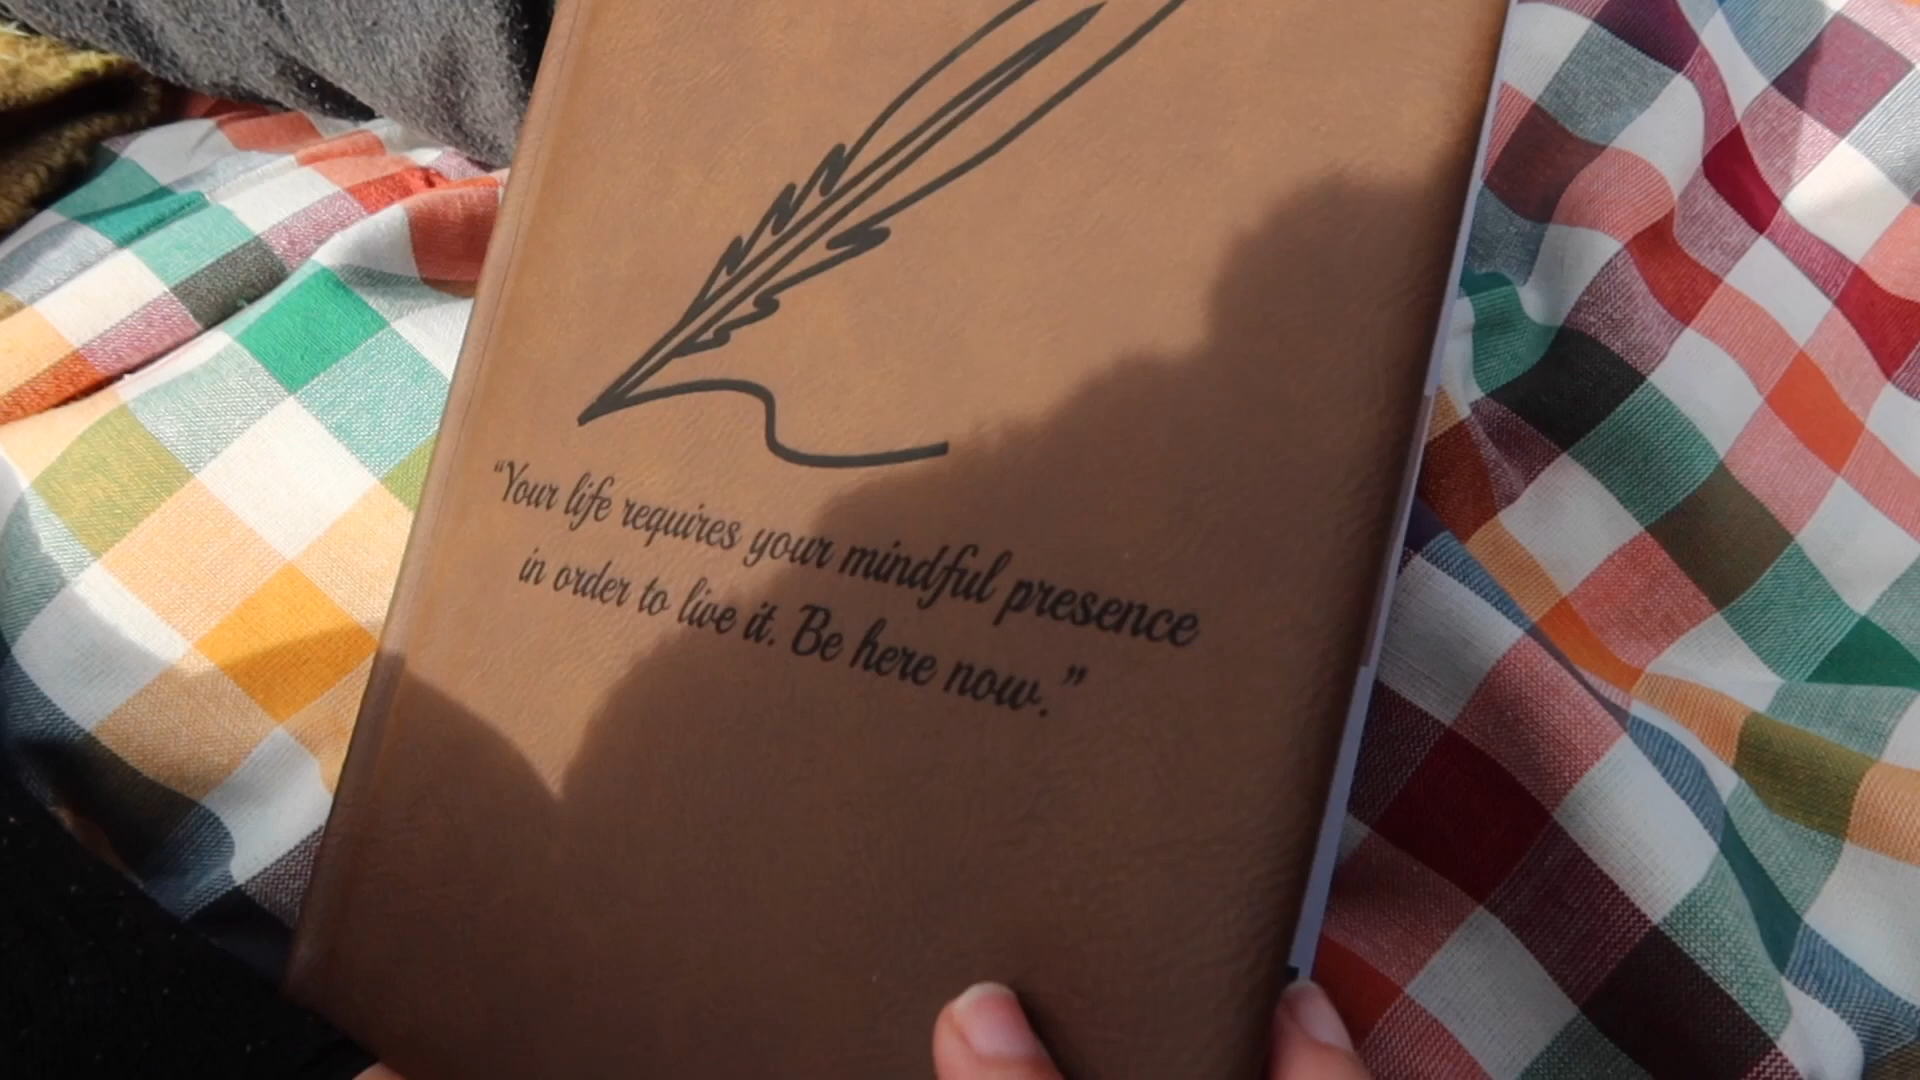 “Your life requires your mindful presence
in order to live it. Be here now.”